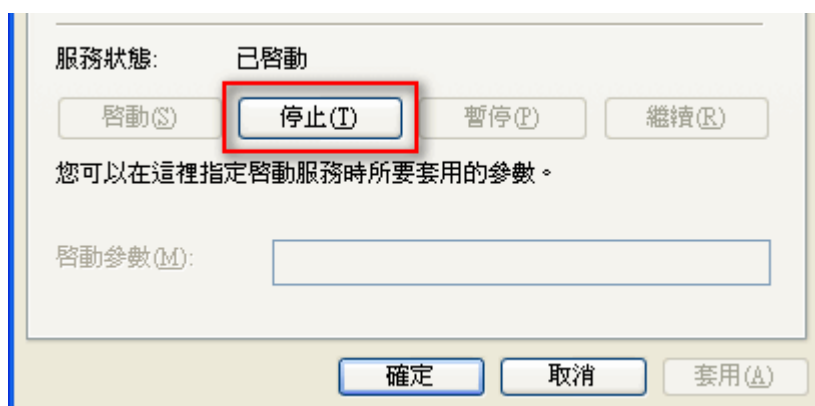 服務狀態: 已啓動
啓動(S) 停止(T) 暫停(P) 繼續(R)
您可以在這裡指定啓動服務時所要套用的參數。
啓動參數(M):
確定 取消 套用(A)